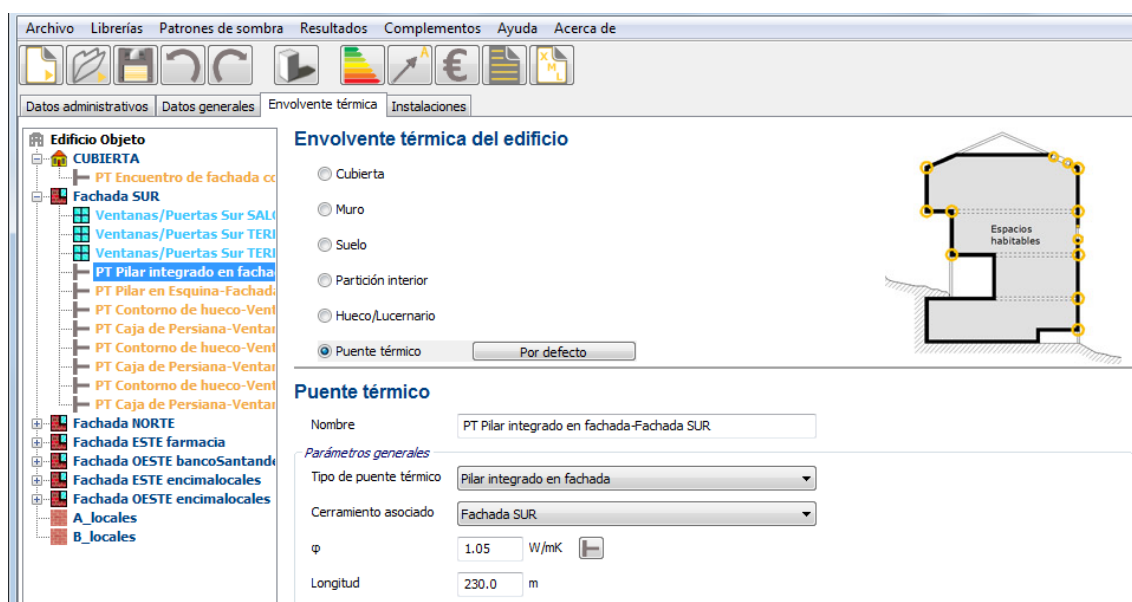 Archivo Librerías Patrones de sombra Resultados Complementos Ayuda Acerca de
A
€
X
M
L
Datos administrativos Datos generales Envolvente térmica Instalaciones
Edificio Objeto
CUBIERTA
PT Encuentro de fachada co
Fachada SUR
Ventanas/Puertas Sur SAL
Ventanas/Puertas Sur TER
Ventanas/Puertas Sur TER
PT Pilar integrado en facha
PT Pilar en Esquina-Fachad
PT Contorno de hueco-Vent
PT Caja de Persiana-Ventar
PT Contorno de hueco-Vent
PT Caja de Persiana-Ventar
PT Contorno de hueco-Vent
PT Caja de Persiana-Ventar
Fachada NORTE
Fachada ESTE farmacia
Fachada OESTE bancoSantande
Fachada ESTE encimalocales
Fachada OESTE encimalocales
A_locales
B_locales
Envolvente térmica del edificio
Cubierta
Muro
Suelo
Partición interior
Hueco/Lucernario
Puente térmico Por defecto
Espacios
habitables
Puente térmico
Nombre PT Pilar integrado en fachada-Fachada SUR
Parámetros generales
Tipo de puente térmico Pilar integrado en fachada
Cerramiento asociado Fachada SUR
φ 1.05 W/mK
Longitud 230.0 m